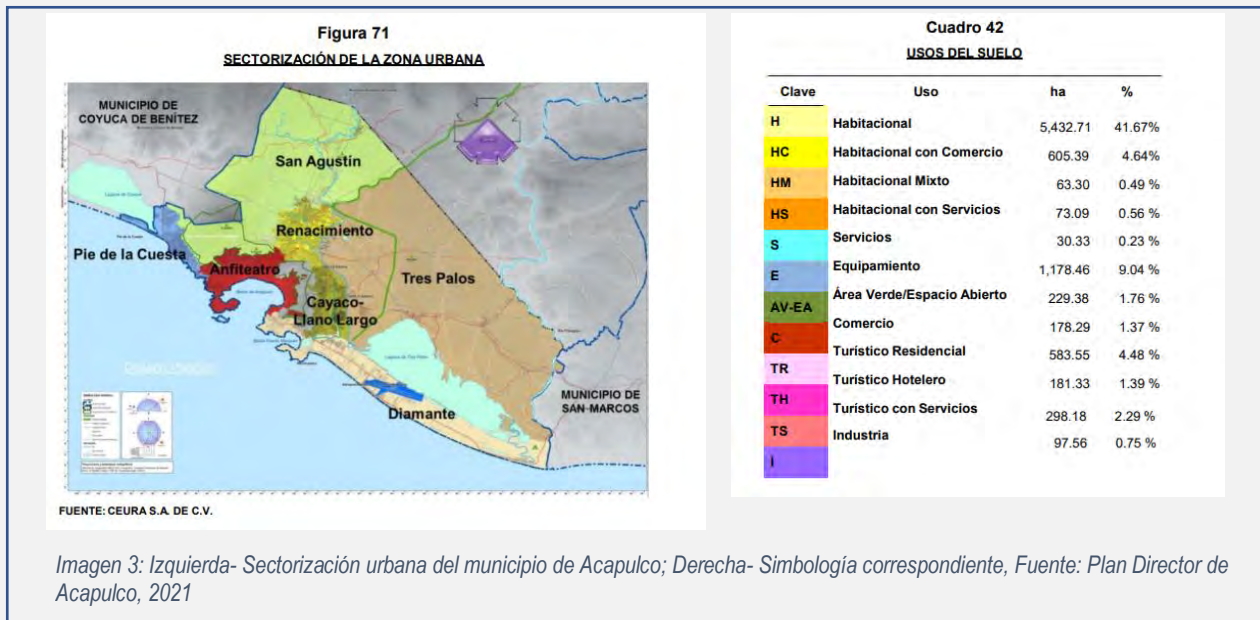 Figura 71
SECTORIZACIÓN DE LA ZONA URBANA
MUNICIPIO DE
COYUCA DE BENÍTEZ
San Agustín
Renacimiento
Pie de la Cuesta
Anfiteatro
Tres Palos
Cayaco-
Llano Largo
MUNICIPIO DE
SAN MARCOS
Diamante
FUENTE: CEURA S.A. DE C.V.
Cuadro 42
USOS DEL SUELO
Clave Uso ha %
H Habitacional 5,432.71 41.67%
HC Habitacional con Comercio 605.39 4.64%
HM Habitacional Mixto 63.30 0.49 %
HS Habitacional con Servicios 73.09 0.56 %
S Servicios 30.33 0.23 %
E Equipamiento 1,178.46 9.04 %
AV-EA Área Verde/Espacio Abierto 229.38 1.76 %
C Comercio 178.29 1.37 %
TR Turístico Residencial 583.55 4.48 %
TH Turístico Hotelero 181.33 1.39 %
TS Turístico con Servicios 298.18 2.29 %
I Industria 97.56 0.75 %
Imagen 3: Izquierda- Sectorización urbana del municipio de Acapulco; Derecha- Simbología correspondiente, Fuente: Plan Director de
Acapulco, 2021